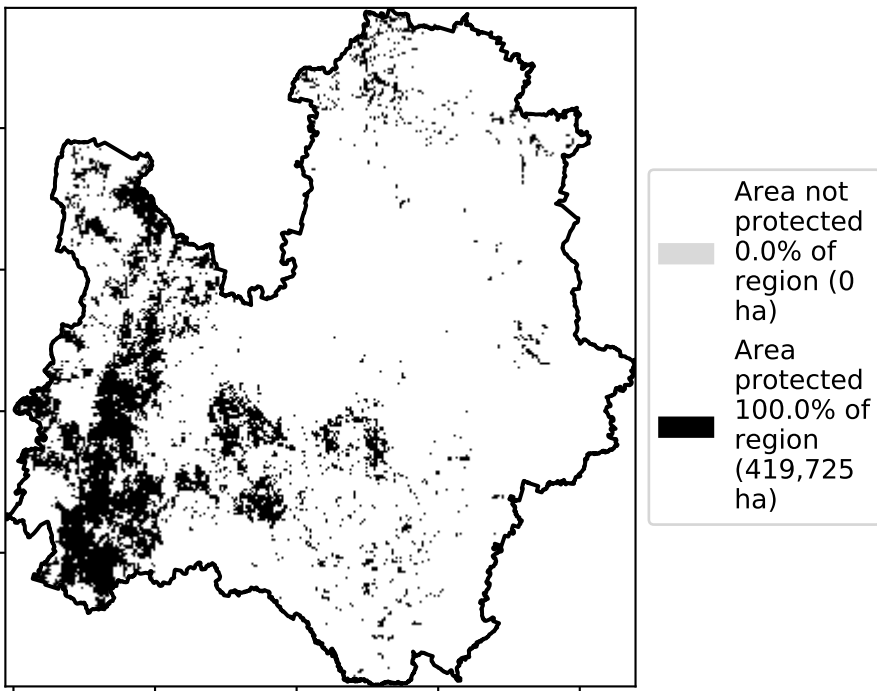 Area not
protected
0.0% of
region (0
ha)
Area
protected
100.0% of
region
(419,725
ha)